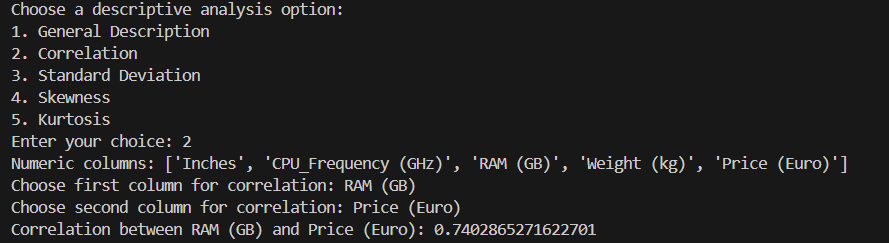 Choose a descriptive analysis option:
1. General Description
2. Correlation
3. Standard Deviation
4. Skewness
5. Kurtosis
Enter your choice: 2
Numeric columns: ['Inches', 'CPU_Frequency (GHz)', 'RAM (GB)', 'Weight (kg)', 'Price (Euro)']
Choose first column for correlation: RAM (GB)
Choose second column for correlation: Price (Euro)
Correlation between RAM (GB) and Price (Euro): 0.7402865271622701